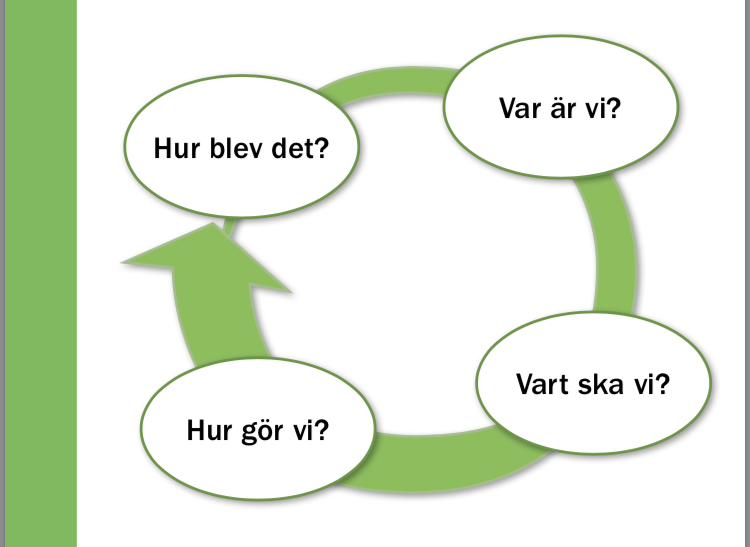 Var är vi?
Hur blev det?
Vart ska vi?
Hur gör vi?